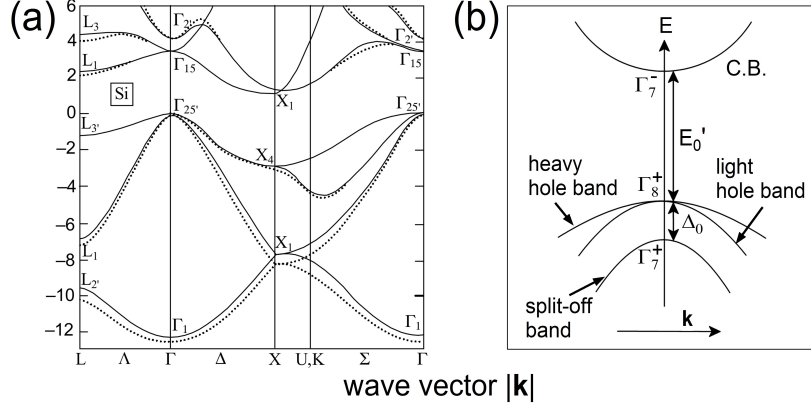 (a)
6
4
2
0
−2
−4
−6
−8
−10
−12
L3
L1
Si
L3'
L1
L2'
Γ2'
Γ15
Γ25'
X4
X1
X1
Γ1
Γ2'
Γ15
Γ25'
Γ1
L Λ Γ Δ X U,K Σ Γ
wave vector |k|
(b)
E
C.B.
Γ7-
E0'
heavy
hole band
Γ8+
light
hole band
Δ0
Γ7+
split-off
band
k